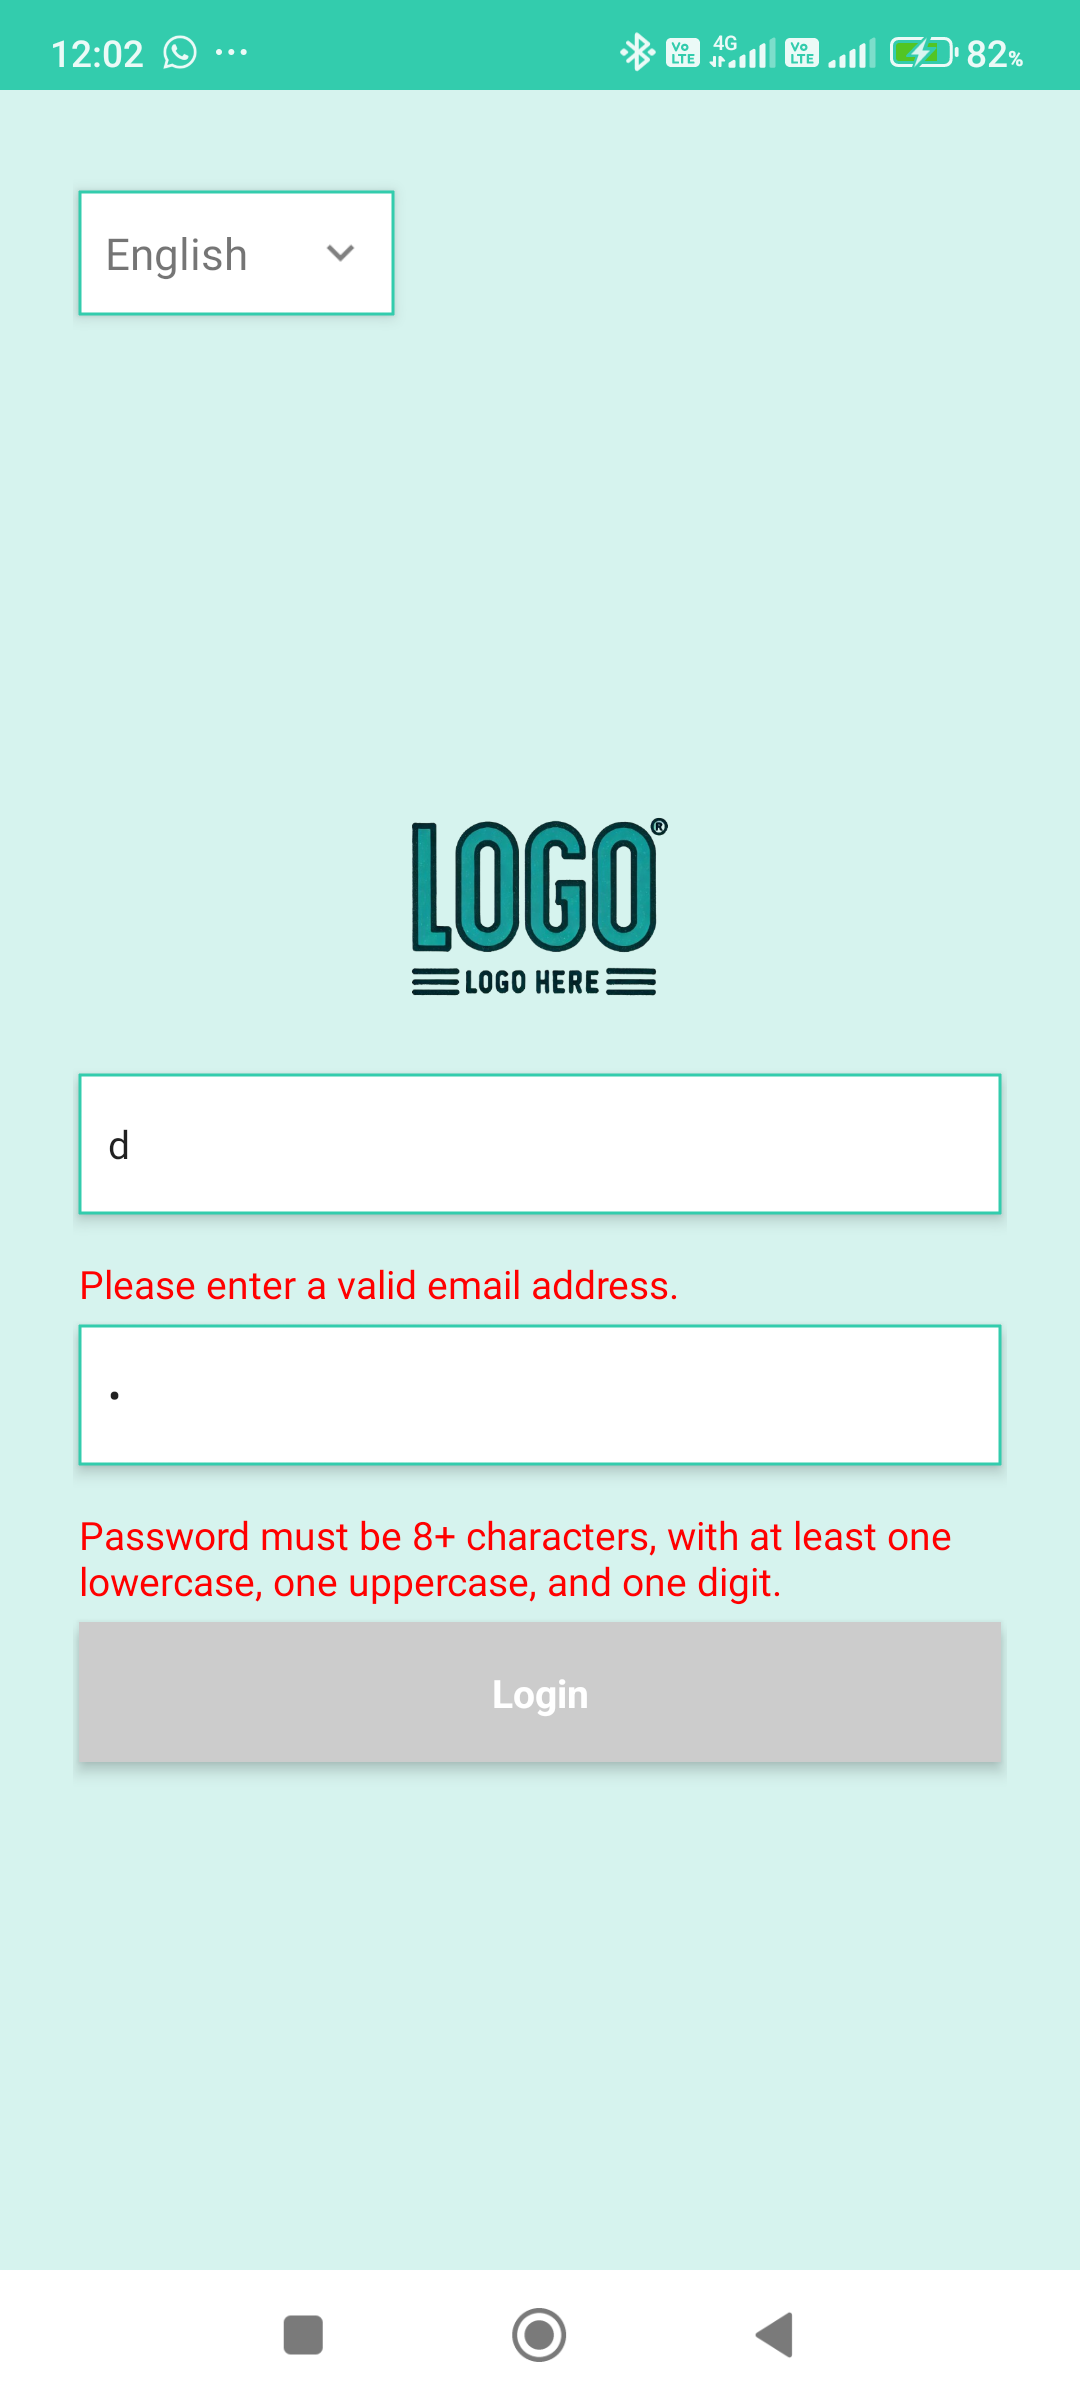 12:02
Vo LTE 4G Vo LTE 82%
English
LOGO®
LOGO HERE
d
Please enter a valid email address.
•
Password must be 8+ characters, with at least one
lowercase, one uppercase, and one digit.
Login